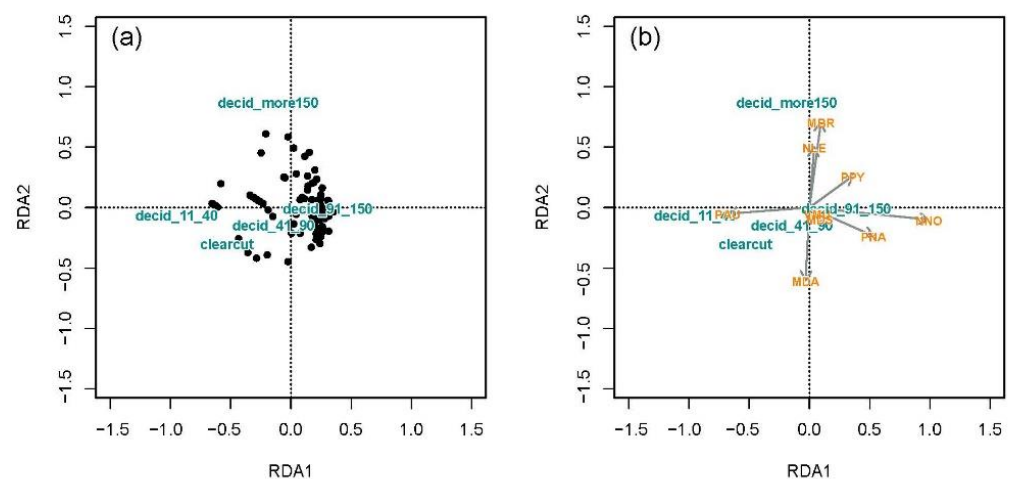 (a)
1.5
1.0
0.5
0.0
−0.5
−1.0
−1.5
RDA2
decid_more150
decid_91_150
decid_11_40
decid_41_90
clearcut
−1.5 −1.0 −0.5 0.0 0.5 1.0 1.5
RDA1
(b)
1.5
1.0
0.5
0.0
−0.5
−1.0
−1.5
RDA2
decid_more150
MBR
NLE
PPY
decid_91_150
decid_11_
MNO
decid_41_90
PNA
clearcut
MDA
−1.5 −1.0 −0.5 0.0 0.5 1.0 1.5
RDA1